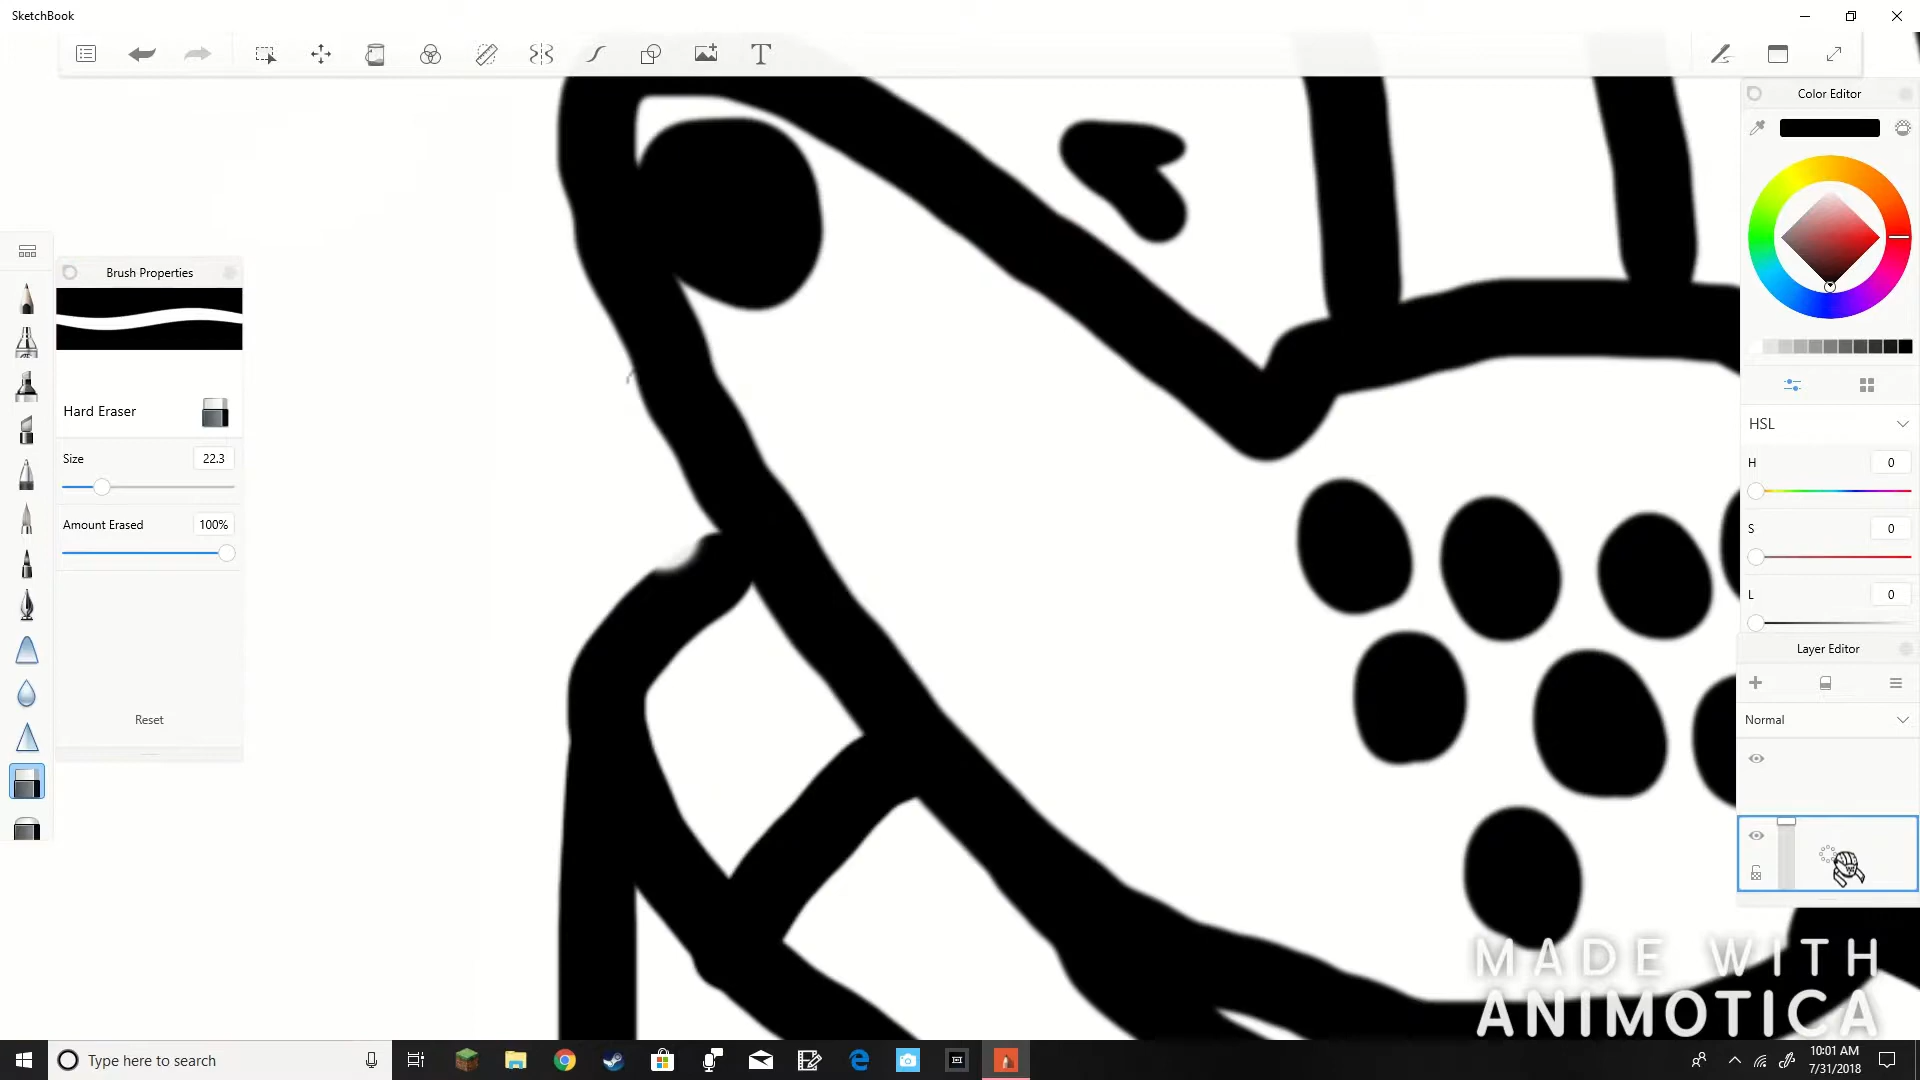 SketchBook
T
Color Editor
Brush Properties
Hard Eraser
Size 22.3
Amount Erased 100%
Reset
HSL
H 0
S 0
L 0
Layer Editor
Normal
MADE WITH
ANIMOTICA
Type here to search
10:01 AM
7/31/2018